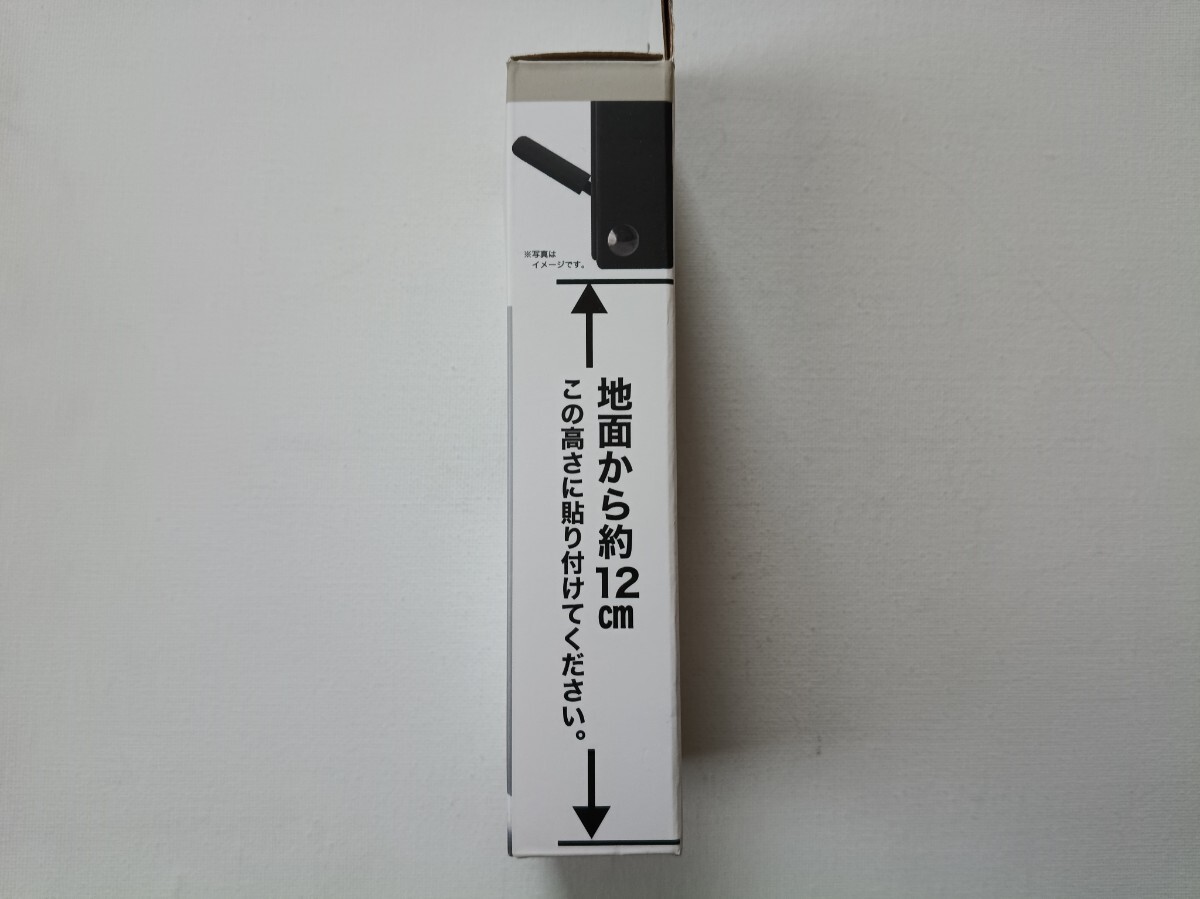 ※写真は
イメージです。
地面から約12㎝
この高さに貼り付けてください。